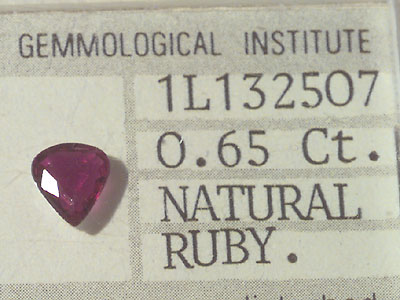 GEMMOLOGICAL INSTITUTE
1L132507
0.65 Ct.
NATURAL
RUBY.